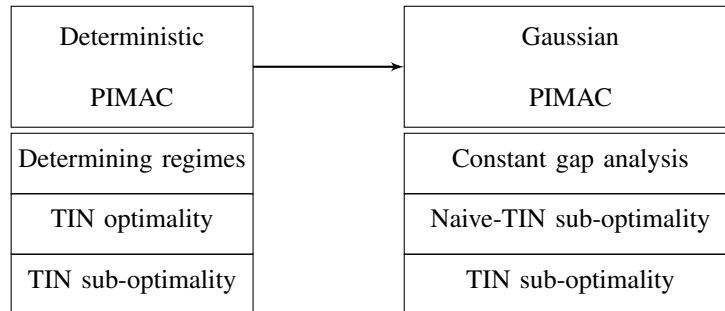 Deterministic
PIMAC
Determining regimes
TIN optimality
TIN sub-optimality
Gaussian
PIMAC
Constant gap analysis
Naive-TIN sub-optimality
TIN sub-optimality